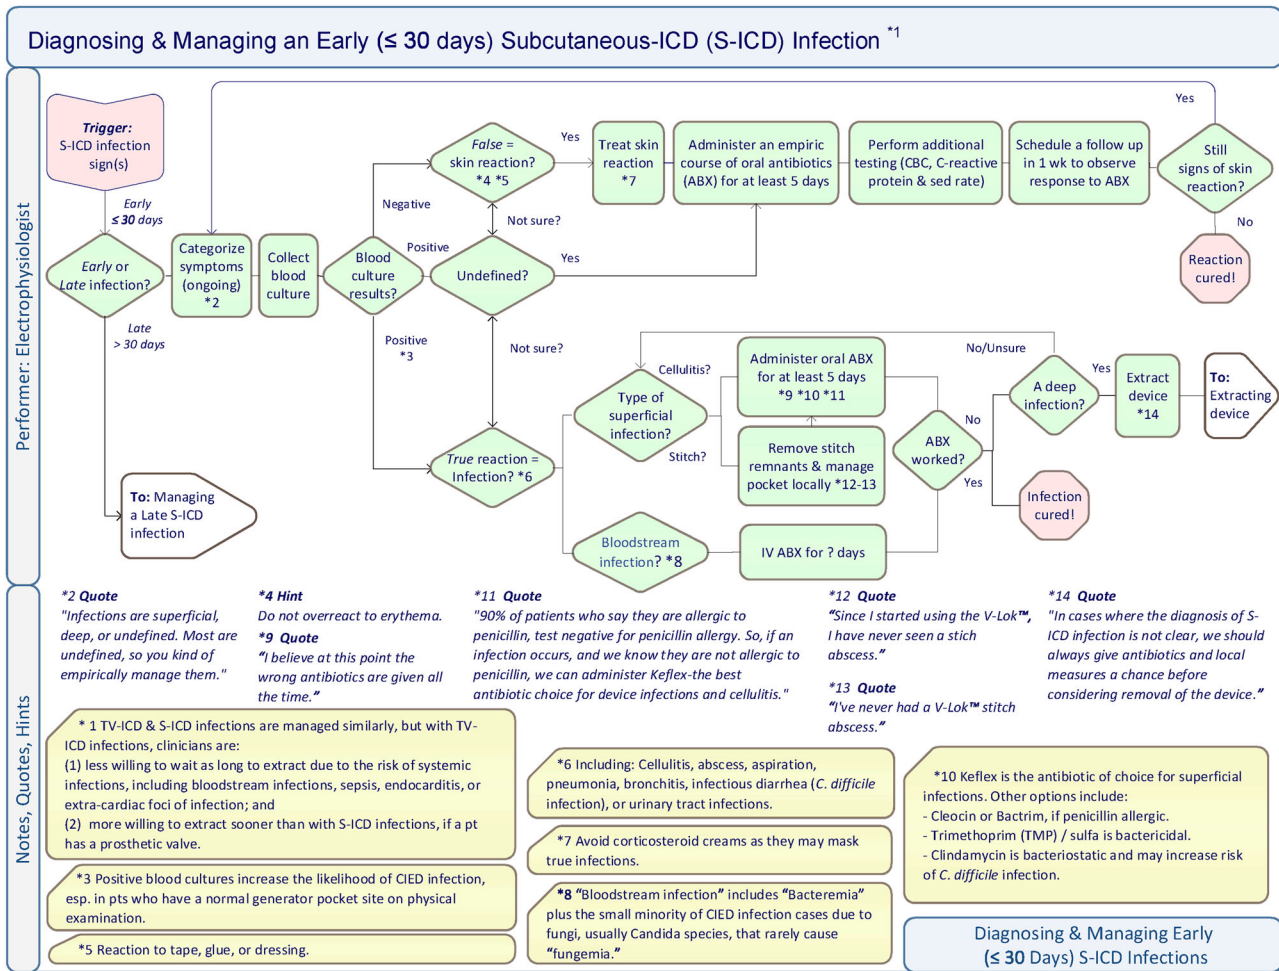 Diagnosing & Managing an Early (≤ 30 days) Subcutaneous-ICD (S-ICD) Infection *1
Performer: Electrophysiologist
Trigger:
S-ICD infection
sign(s)
Early
≤ 30 days
Early or
Late infection?
Late
> 30 days
To: Managing
a Late S-ICD
infection
Categorize
symptoms
(ongoing)
*2
Collect
blood
culture
Blood
culture
results?
Negative
Positive
Positive
*3
False =
skin reaction?
*4 *5
Yes
Not sure?
Undefined?
Yes
Not sure?
True reaction =
Infection? *6
Treat skin
reaction
*7
Administer an empiric
course of oral antibiotics
(ABX) for at least 5 days
Perform additional
testing (CBC, C-reactive
protein & sed rate)
Schedule a follow up
in 1 wk to observe
response to ABX
Yes
Still
signs of skin
reaction?
No
Reaction
cured!
Type of
superficial
infection?
Cellulitis?
Stitch?
Administer oral ABX
for at least 5 days
*9 *10 *11
Remove stitch
remnants & manage
pocket locally *12-13
Bloodstream
infection? *8
IV ABX for ? days
ABX
worked?
No
Yes
Infection
cured!
No/Unsure
A deep
infection?
Yes
Extract
device
*14
To:
Extracting
device
Notes, Quotes, Hints
*2 Quote
"Infections are superficial,
deep, or undefined. Most are
undefined, so you kind of
empirically manage them."
*4 Hint
Do not overreact to erythema.
*9 Quote
“I believe at this point the
wrong antibiotics are given all
the time.”
*11 Quote
"90% of patients who say they are allergic to
penicillin, test negative for penicillin allergy. So, if an
infection occurs, and we know they are not allergic to
penicillin, we can administer Keflex-the best
antibiotic choice for device infections and cellulitis."
*12 Quote
“Since I started using the V-Lok™,
I have never seen a stich
abscess.”
*13 Quote
“I've never had a V-Lok™ stitch
abscess.”
*14 Quote
"In cases where the diagnosis of S-
ICD infection is not clear, we should
always give antibiotics and local
measures a chance before
considering removal of the device.”
* 1 TV-ICD & S-ICD infections are managed similarly, but with TV-
ICD infections, clinicians are:
(1) less willing to wait as long to extract due to the risk of systemic
infections, including bloodstream infections, sepsis, endocarditis, or
extra-cardiac foci of infection; and
(2) more willing to extract sooner than with S-ICD infections, if a pt
has a prosthetic valve.
*3 Positive blood cultures increase the likelihood of CIED infection,
esp. in pts who have a normal generator pocket site on physical
examination.
*5 Reaction to tape, glue, or dressing.
*6 Including: Cellulitis, abscess, aspiration,
pneumonia, bronchitis, infectious diarrhea (C. difficile
infection), or urinary tract infections.
*7 Avoid corticosteroid creams as they may mask
true infections.
*8 “Bloodstream infection” includes “Bacteremia”
plus the small minority of CIED infection cases due to
fungi, usually Candida species, that rarely cause
“fungemia.”
*10 Keflex is the antibiotic of choice for superficial
infections. Other options include:
- Cleocin or Bactrim, if penicillin allergic.
- Trimethoprim (TMP) / sulfa is bactericidal.
- Clindamycin is bacteriostatic and may increase risk
of C. difficile infection.
Diagnosing & Managing Early
(≤ 30 Days) S-ICD Infections